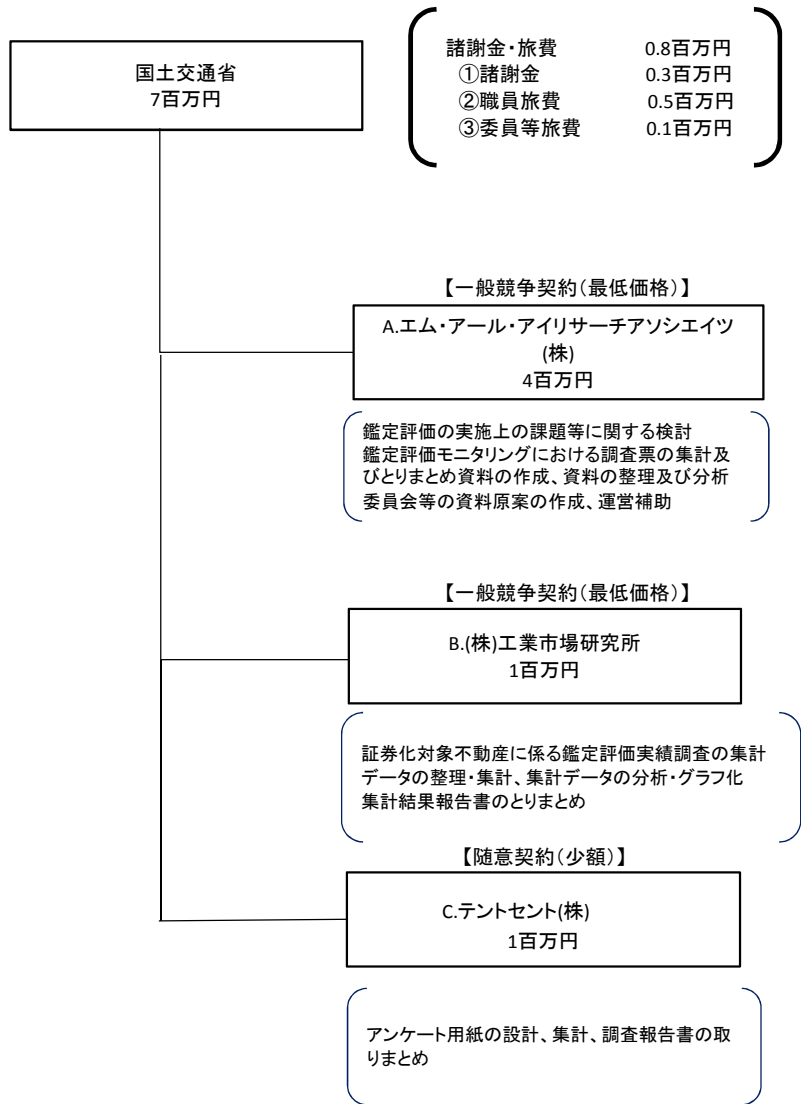 国土交通省
7百万円
諸謝金・旅費 0.8百万円
①諸謝金 0.3百万円
②職員旅費 0.5百万円
③委員等旅費 0.1百万円
【一般競争契約（最低価格）】
A.エム・アール・アイリサーチアソシエイツ
(株)
4百万円
鑑定評価の実施上の課題等に関する検討
鑑定評価モニタリングにおける調査票の集計及
びとりまとめ資料の作成、資料の整理及び分析
委員会等の資料原案の作成、運営補助
【一般競争契約（最低価格）】
B.(株)工業市場研究所
1百万円
証券化対象不動産に係る鑑定評価実績調査の集計
データの整理・集計、集計データの分析・グラフ化
集計結果報告書のとりまとめ
【随意契約（少額）】
C.テントセント(株)
1百万円
アンケート用紙の設計、集計、調査報告書の取
りまとめ